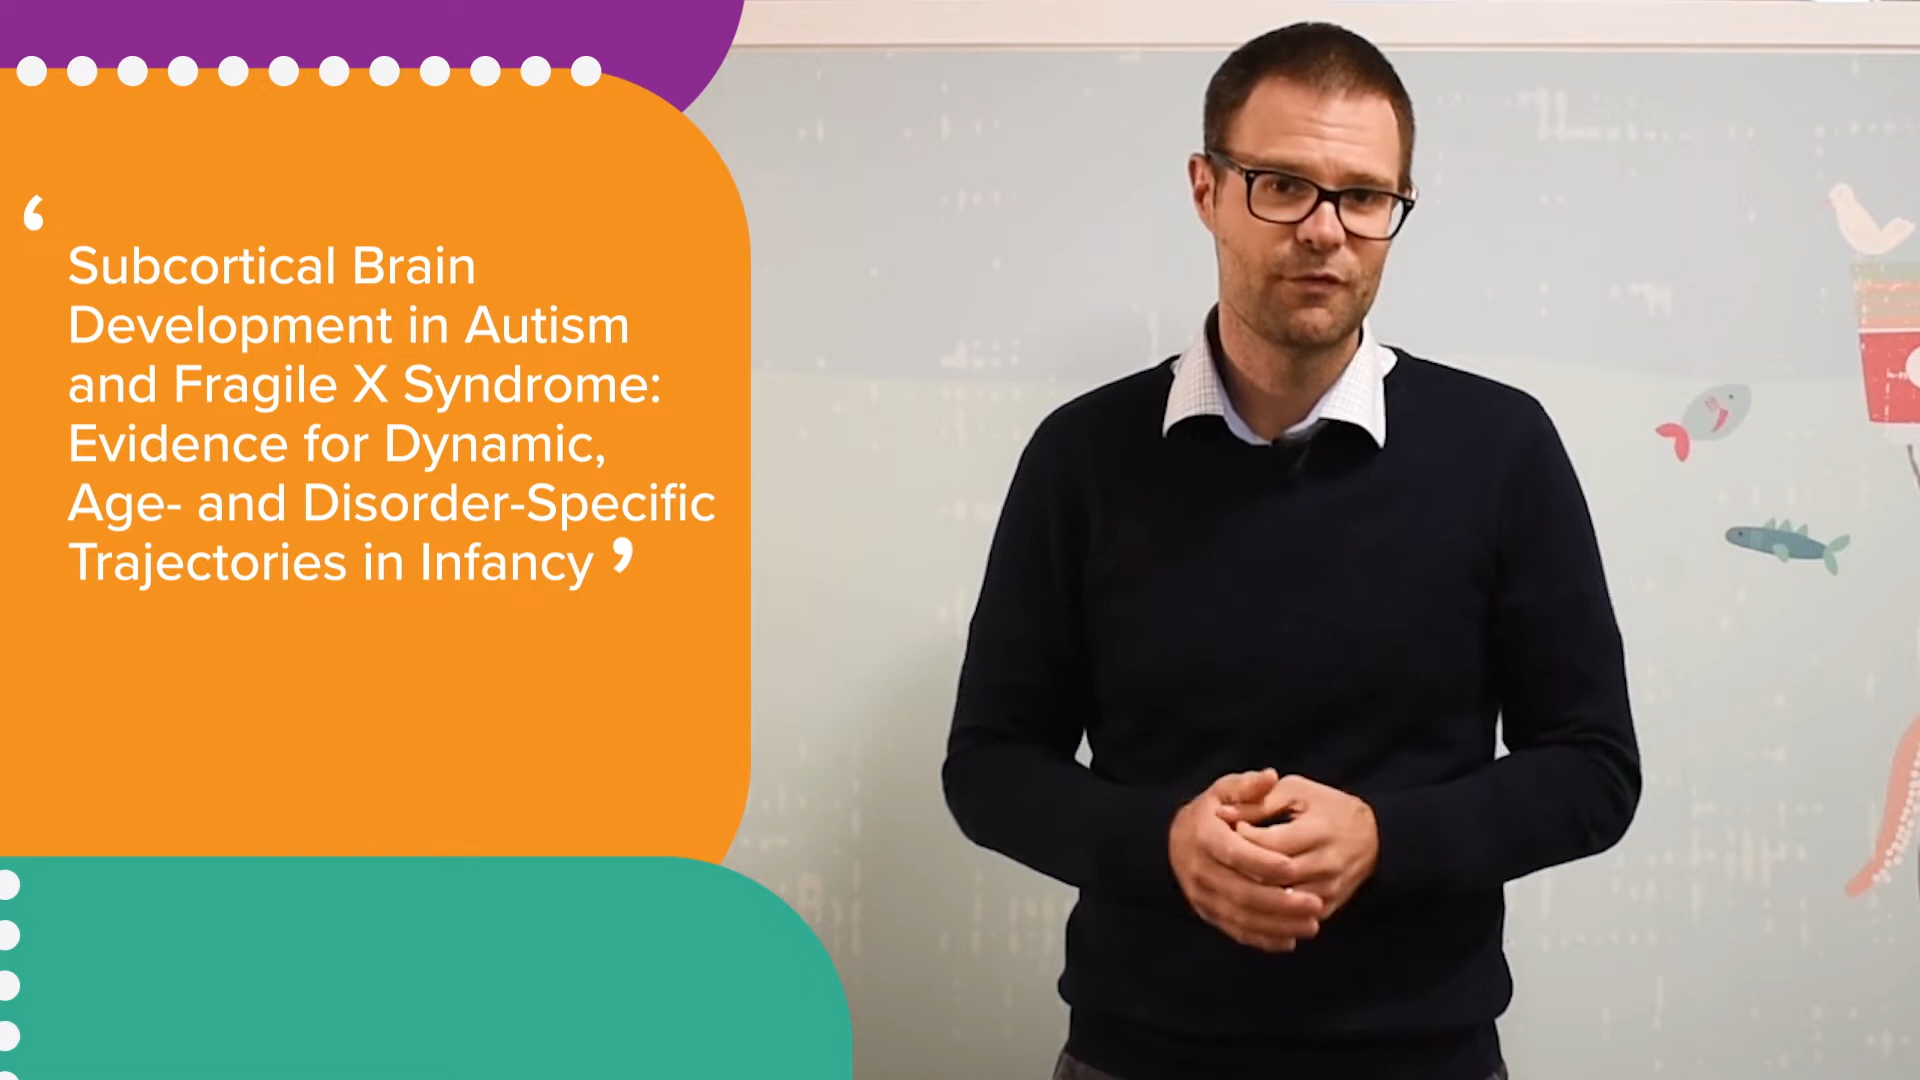 ‘
Subcortical Brain
Development in Autism
and Fragile X Syndrome:
Evidence for Dynamic,
Age- and Disorder-Specific
Trajectories in Infancy ’